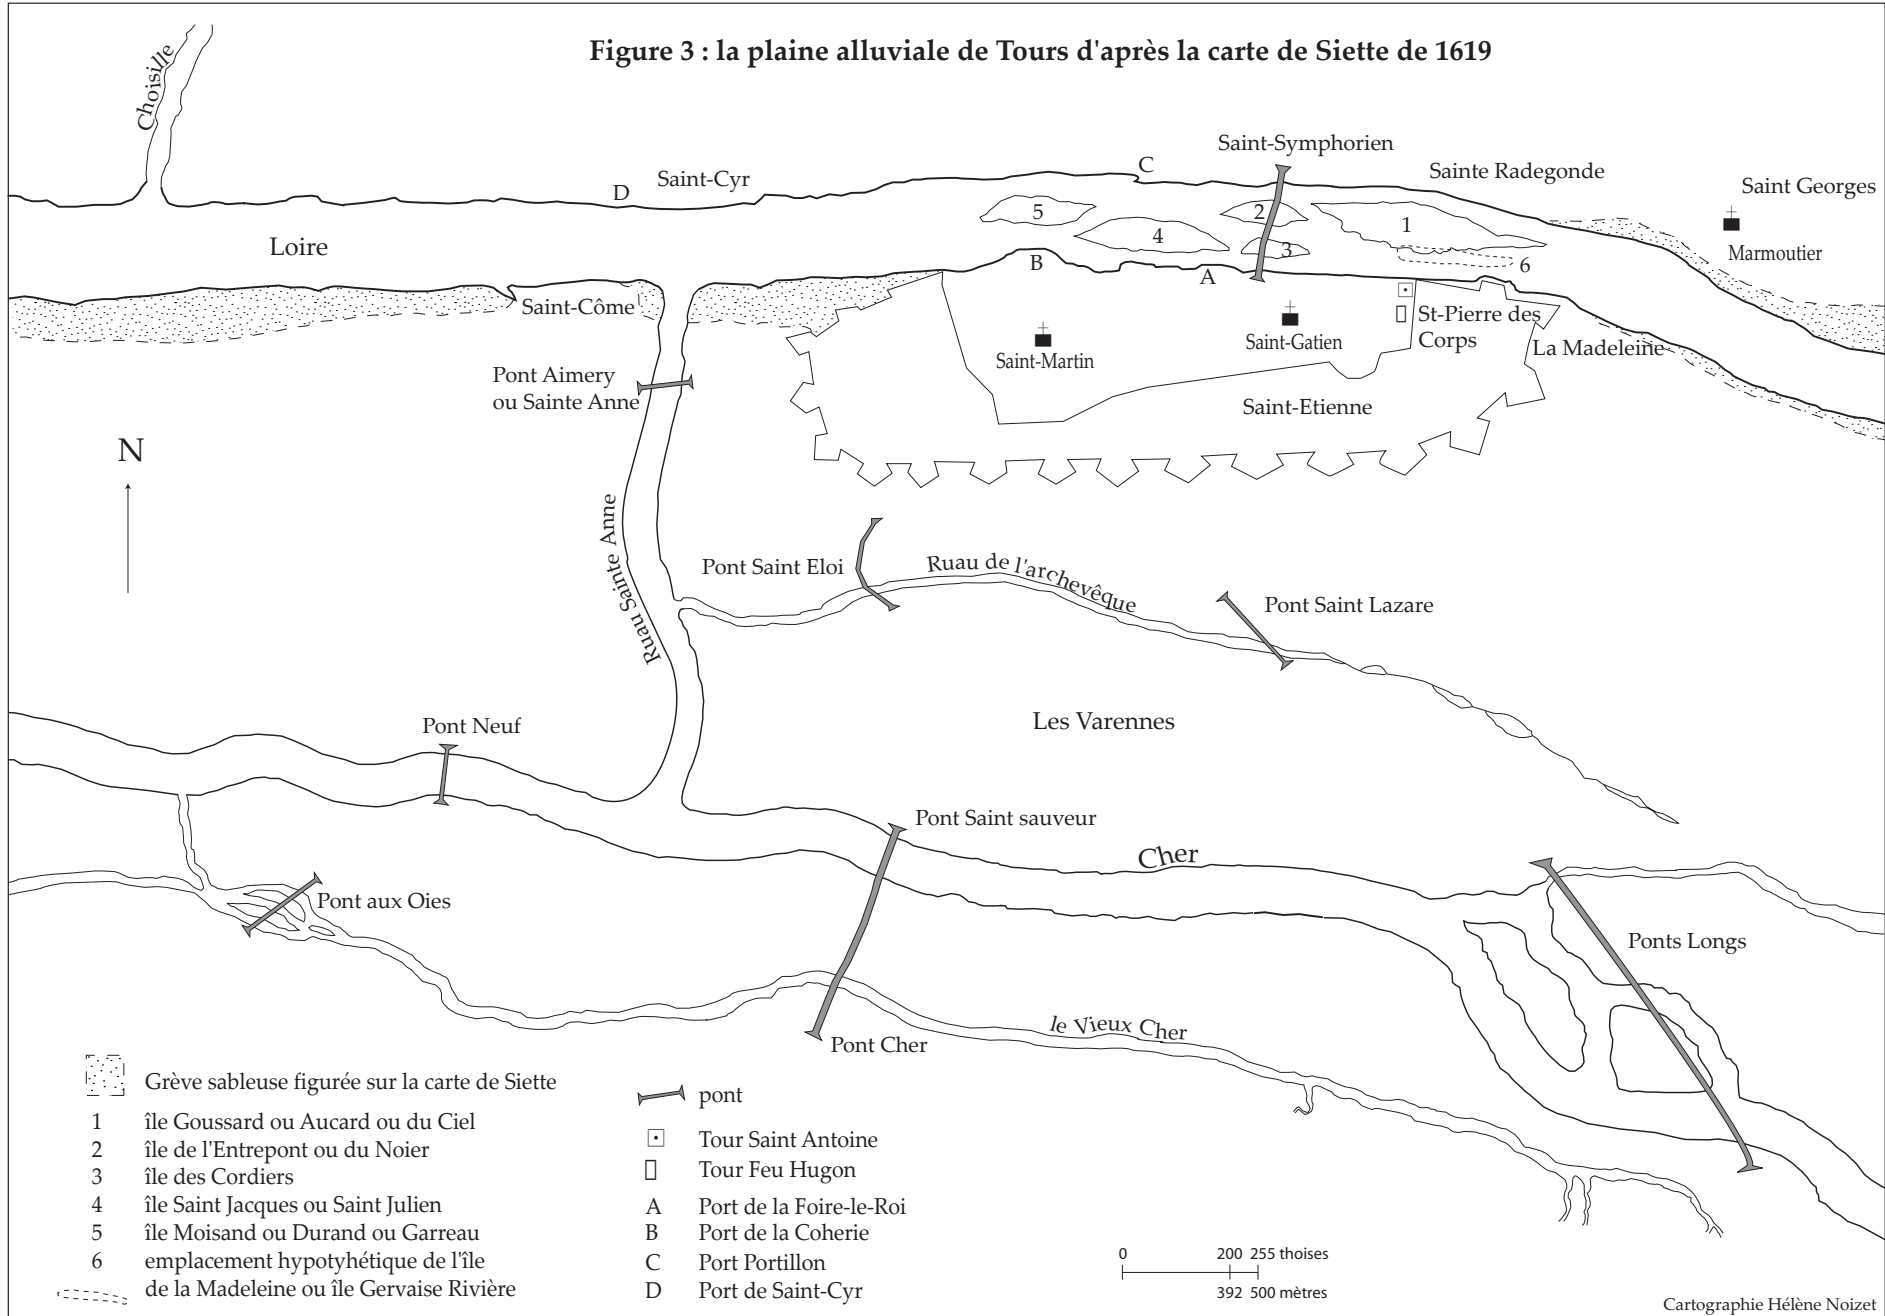 Figure 3 : la plaine alluviale de Tours d'après la carte de Siette de 1619
Choisille
Saint-Symphorien
C
Sainte Radegonde
D
Saint-Cyr
Saint Georges
5
2
1
4
3
Marmoutier
Loire
B
A
6
Saint-Côme
St-Pierre des
Corps
Saint-Martin
Saint-Gatien
La Madeleine
Pont Aimery
ou Sainte Anne
Saint-Etienne
N
Ruau Sainte Anne
Pont Saint Eloi
Ruau de l'archevêque
Pont Saint Lazare
Pont Neuf
Les Varennes
Pont Saint sauveur
Cher
Pont aux Oies
Ponts Longs
le Vieux Cher
Pont Cher
Grève sableuse figurée sur la carte de Siette
1 île Goussard ou Aucard ou du Ciel
2 île de l'Entrepont ou du Noier
3 île des Cordiers
4 île Saint Jacques ou Saint Julien
5 île Moisand ou Durand ou Garreau
6 emplacement hypotyhétique de l'île
de la Madeleine ou île Gervaise Rivière
pont
Tour Saint Antoine
Tour Feu Hugon
A Port de la Foire-le-Roi
B Port de la Coherie
C Port Portillon
D Port de Saint-Cyr
0 200 255 thoises
392 500 mètres
Cartographie Hélène Noizet